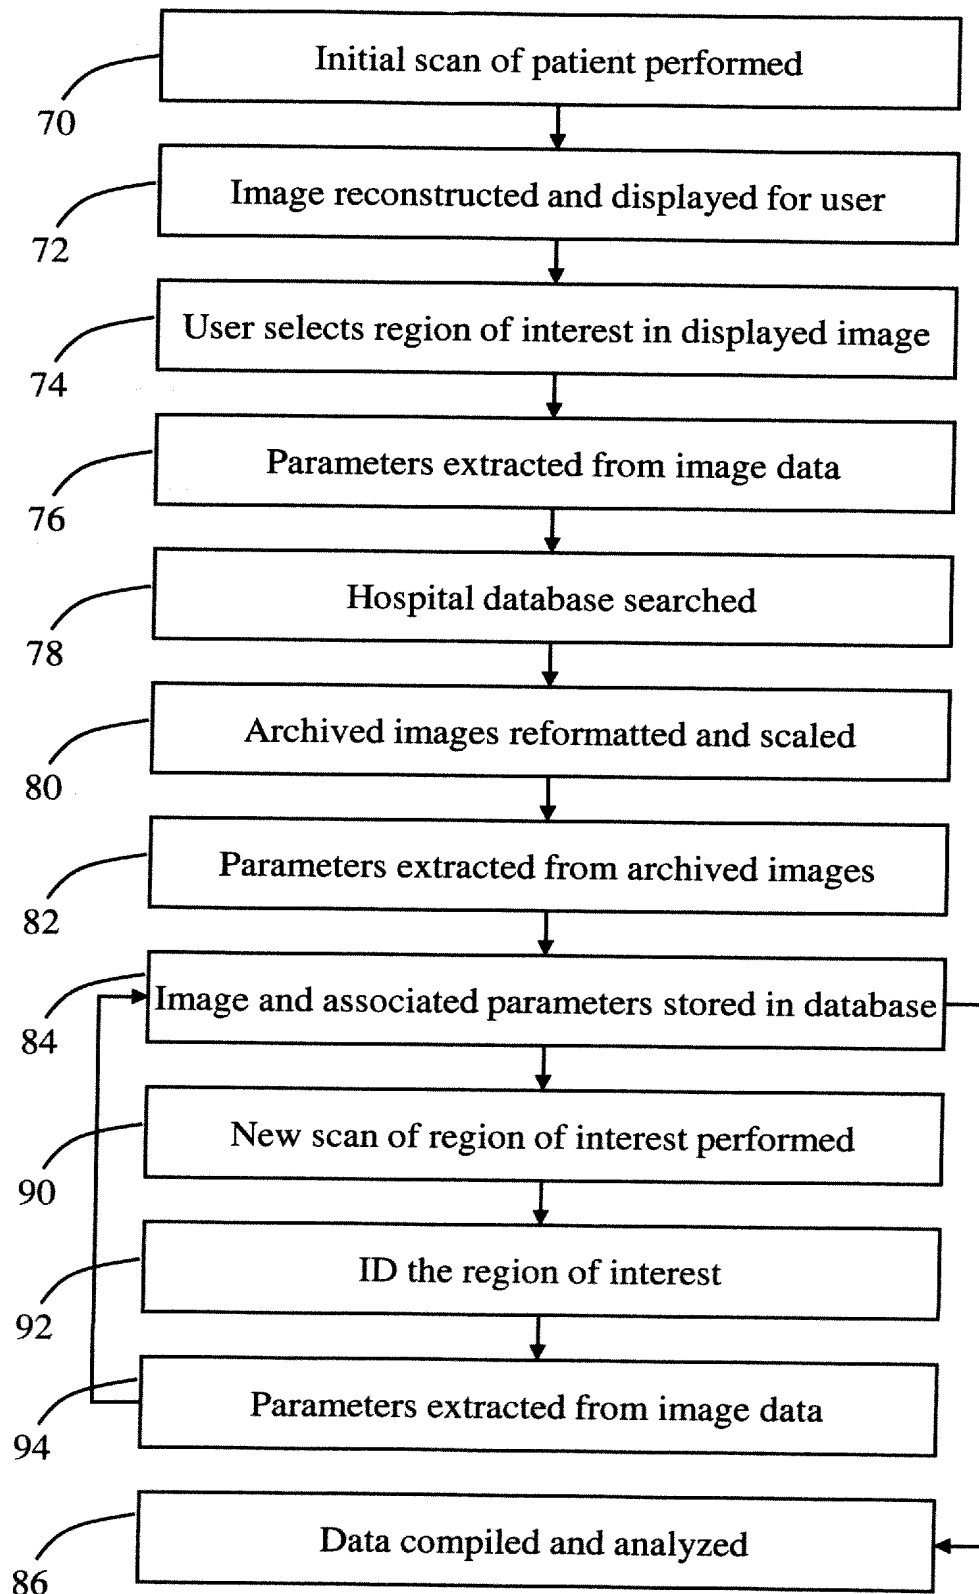 Initial scan of patient performed
70
Image reconstructed and displayed for user
72
User selects region of interest in displayed image
74
Parameters extracted from image data
76
Hospital database searched
78
Archived images reformatted and scaled
80
Parameters extracted from archived images
82
Image and associated parameters stored in database
84
New scan of region of interest performed
90
ID the region of interest
92
Parameters extracted from image data
94
Data compiled and analyzed
86